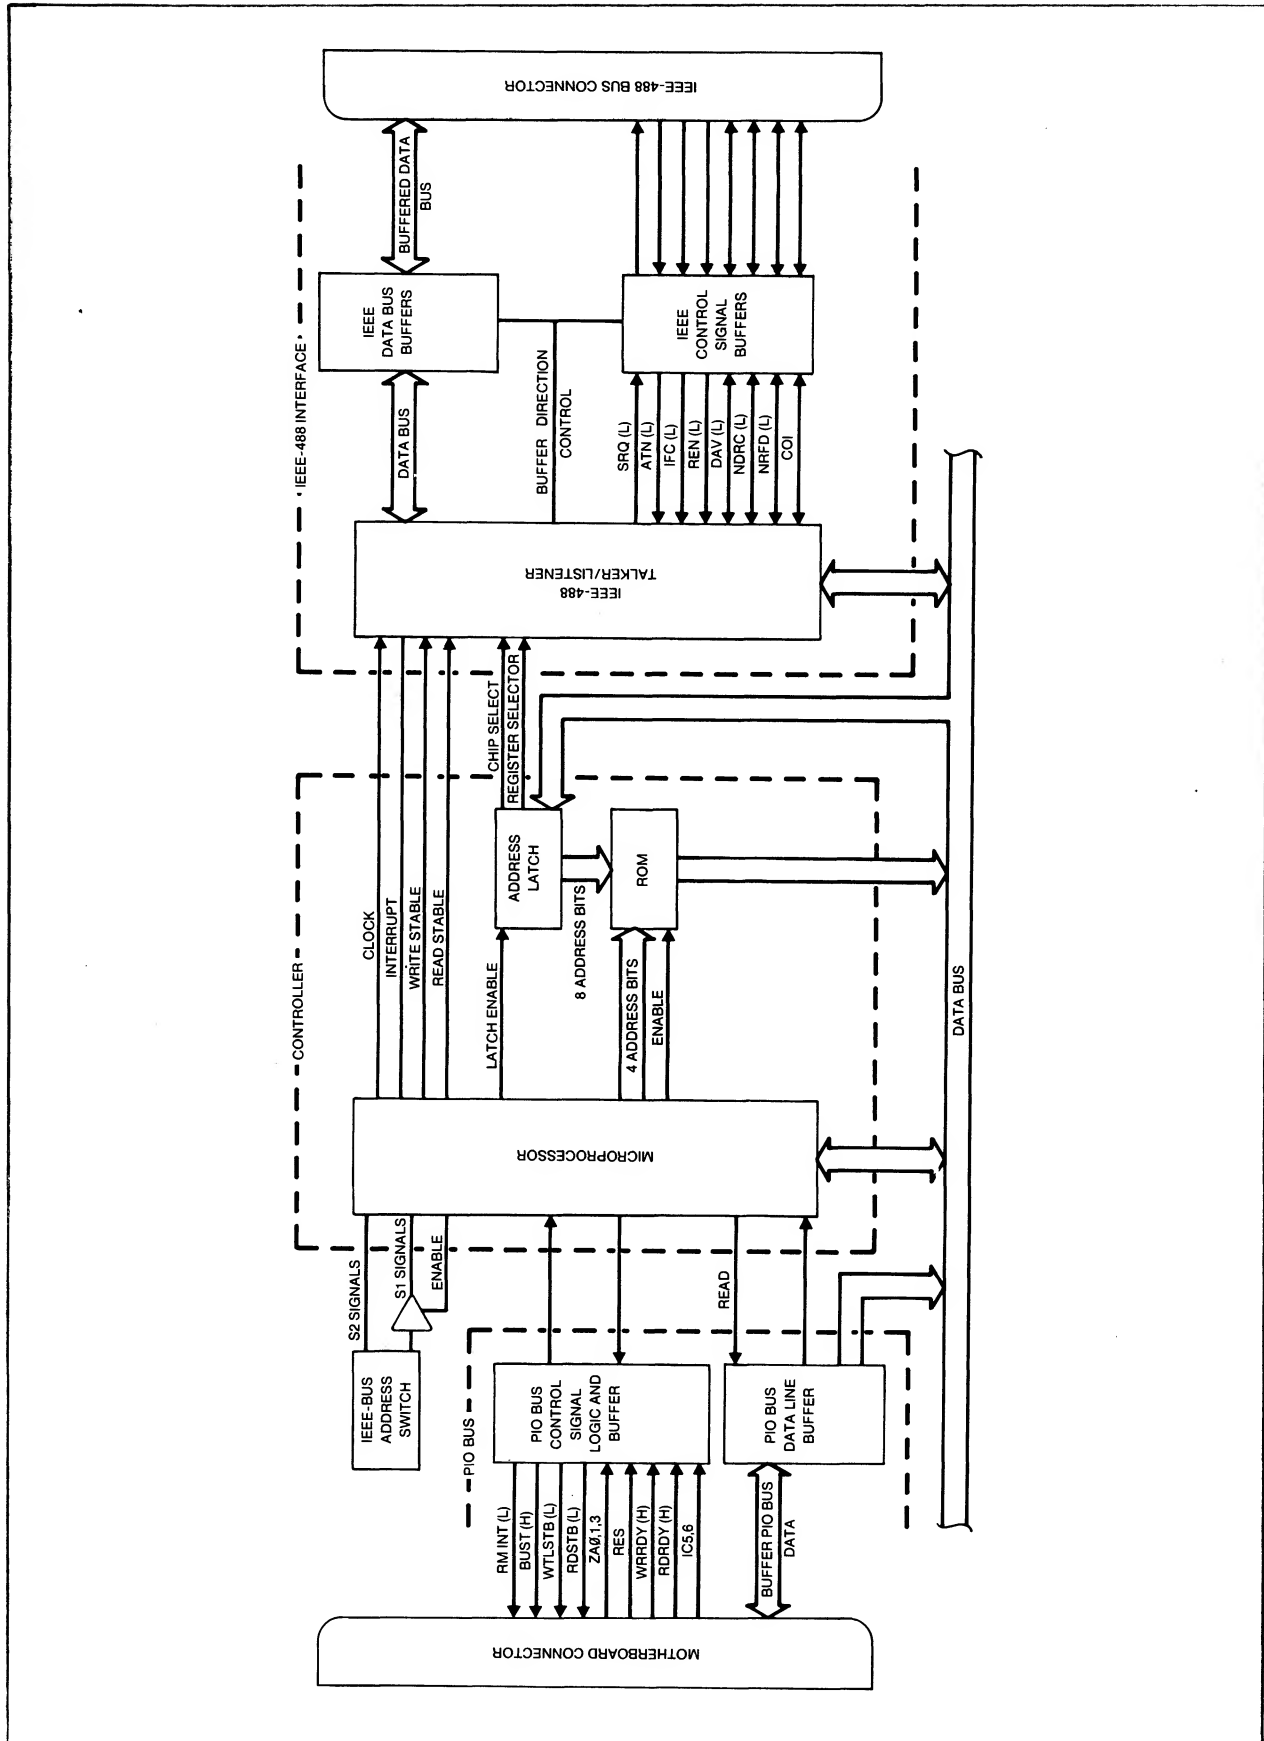 MOTHERBOARD CONNECTOR
RM INT (L)
BUST (H)
WTLSTB (L)
RDSTB (L)
ZAØ,1,3
RES
WRRDY (H)
RDRDY (H)
IC5,6
BUFFER PIO BUS
DATA
PIO BUS
IEEE-BUS
ADDRESS
SWITCH
PIO BUS
CONTROL
SIGNAL
LOGIC AND
BUFFER
PIO BUS
DATA LINE
BUFFER
S2 SIGNALS
S1 SIGNALS
ENABLE
READ
CONTROLLER
MICROPROCESSOR
CLOCK
INTERRUPT
WRITE STABLE
READ STABLE
LATCH ENABLE
8 ADDRESS BITS
4 ADDRESS BITS
ENABLE
ADDRESS
LATCH
ROM
CHIP SELECT
REGISTER SELECTOR
DATA BUS
IEEE-488 INTERFACE
IEEE-488
TALKER/LISTENER
DATA BUS
BUFFER DIRECTION
CONTROL
SRQ (L)
ATN (L)
IFC (L)
REN (L)
DAV (L)
NDRC (L)
NRFD (L)
COI
IEEE
DATA BUS
BUFFERS
IEEE
CONTROL
SIGNAL
BUFFERS
BUFFERED DATA
BUS
IEEE-488 BUS CONNECTOR